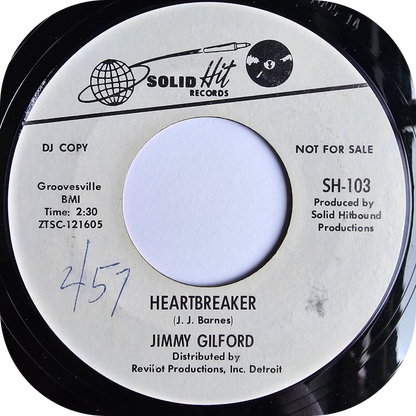 SOLID Hit
RECORDS
DJ COPY
NOT FOR SALE
Groovesville
BMI
Time: 2:30
ZTSC-121605
SH-103
Produced by
Solid Hitbound
Productions
457
HEARTBREAKER
(J. J. Barnes)
JIMMY GILFORD
Distributed by
Revilot Productions, Inc. Detroit